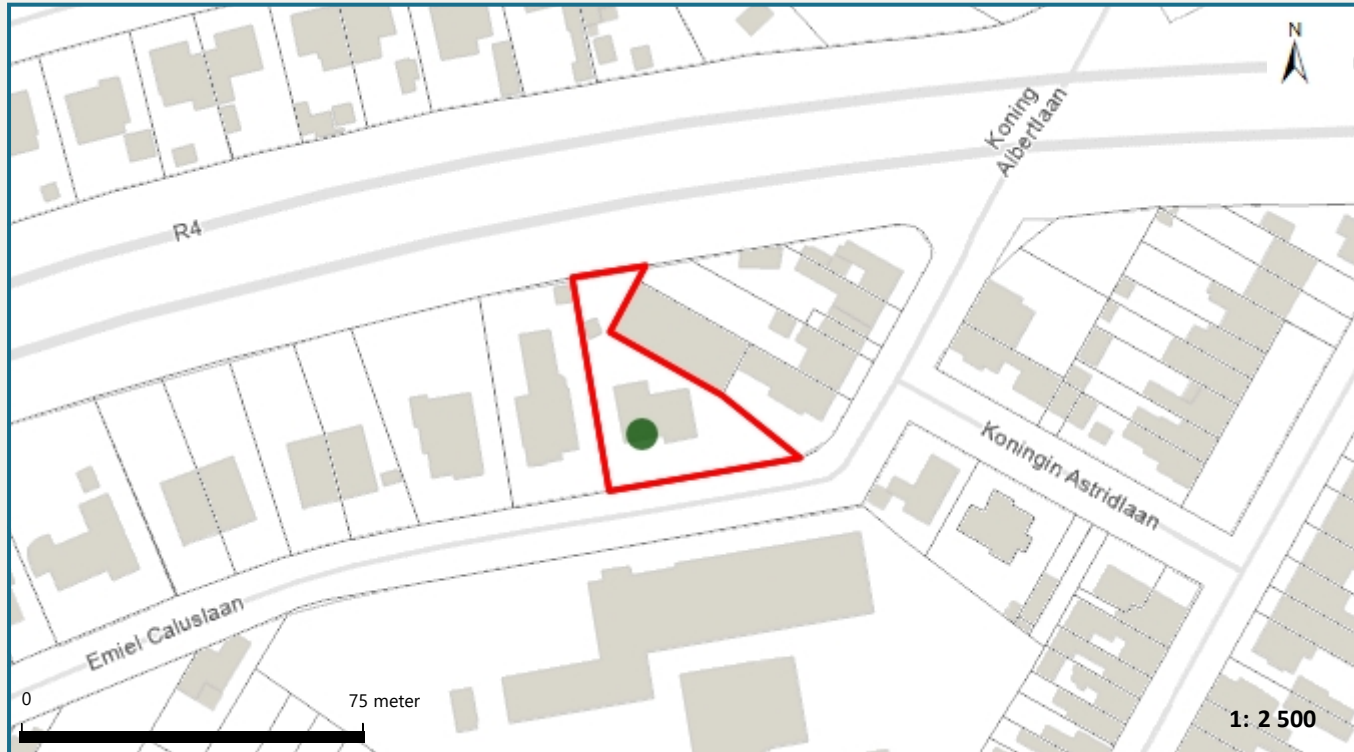 N
Koning
Albertlaan
R4
Koningin Astridlaan
Emiel Caluslaan
0
75 meter
1: 2 500